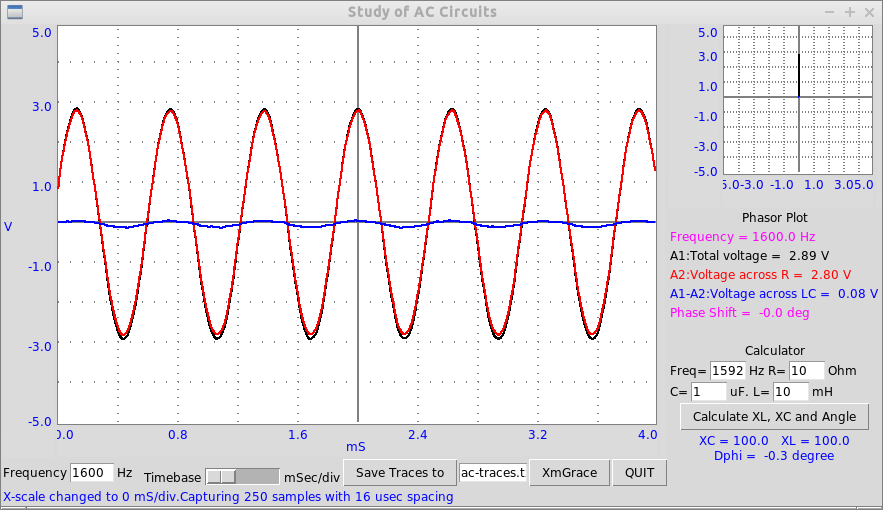 Study of AC Circuits
5.0
3.0
1.0
V
-1.0
-3.0
-5.0
0.0 0.8 1.6 2.4 3.2 4.0
mS
5.0
3.0
1.0
-1.0
-3.0
-5.0
5.0-3.0 -1.0 1.0 3.05.0
Phasor Plot
Frequency = 1600.0 Hz
A1:Total voltage = 2.89 V
A2:Voltage across R = 2.80 V
A1-A2:Voltage across LC = 0.08 V
Phase Shift = -0.0 deg
Calculator
Freq= 1592 Hz R= 10 Ohm
C= 1 uF. L= 10 mH
Calculate XL, XC and Angle
XC = 100.0 XL = 100.0
Dphi = -0.3 degree
Frequency 1600 Hz Timebase mSec/div Save Traces to ac-traces.t XmGrace QUIT
X-scale changed to 0 mS/div.Capturing 250 samples with 16 usec spacing